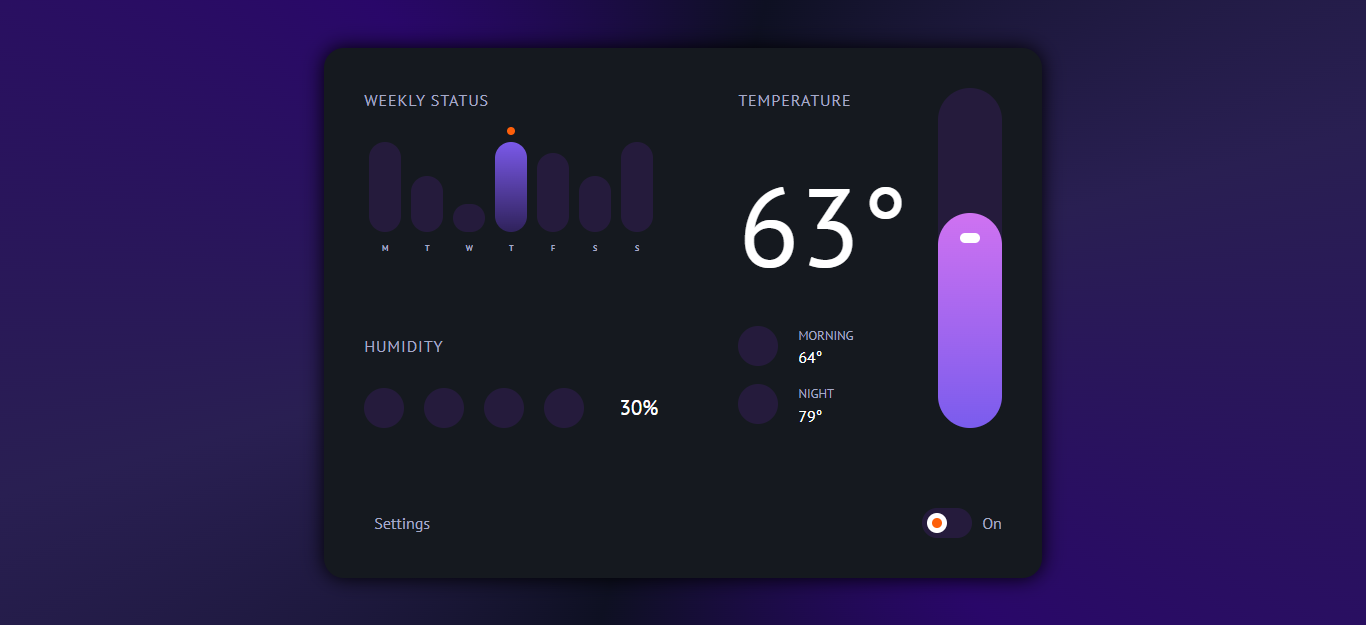 WEEKLY STATUS
M T W T F S S
HUMIDITY
30%
TEMPERATURE
63°
MORNING
64°
NIGHT
79°
Settings
On